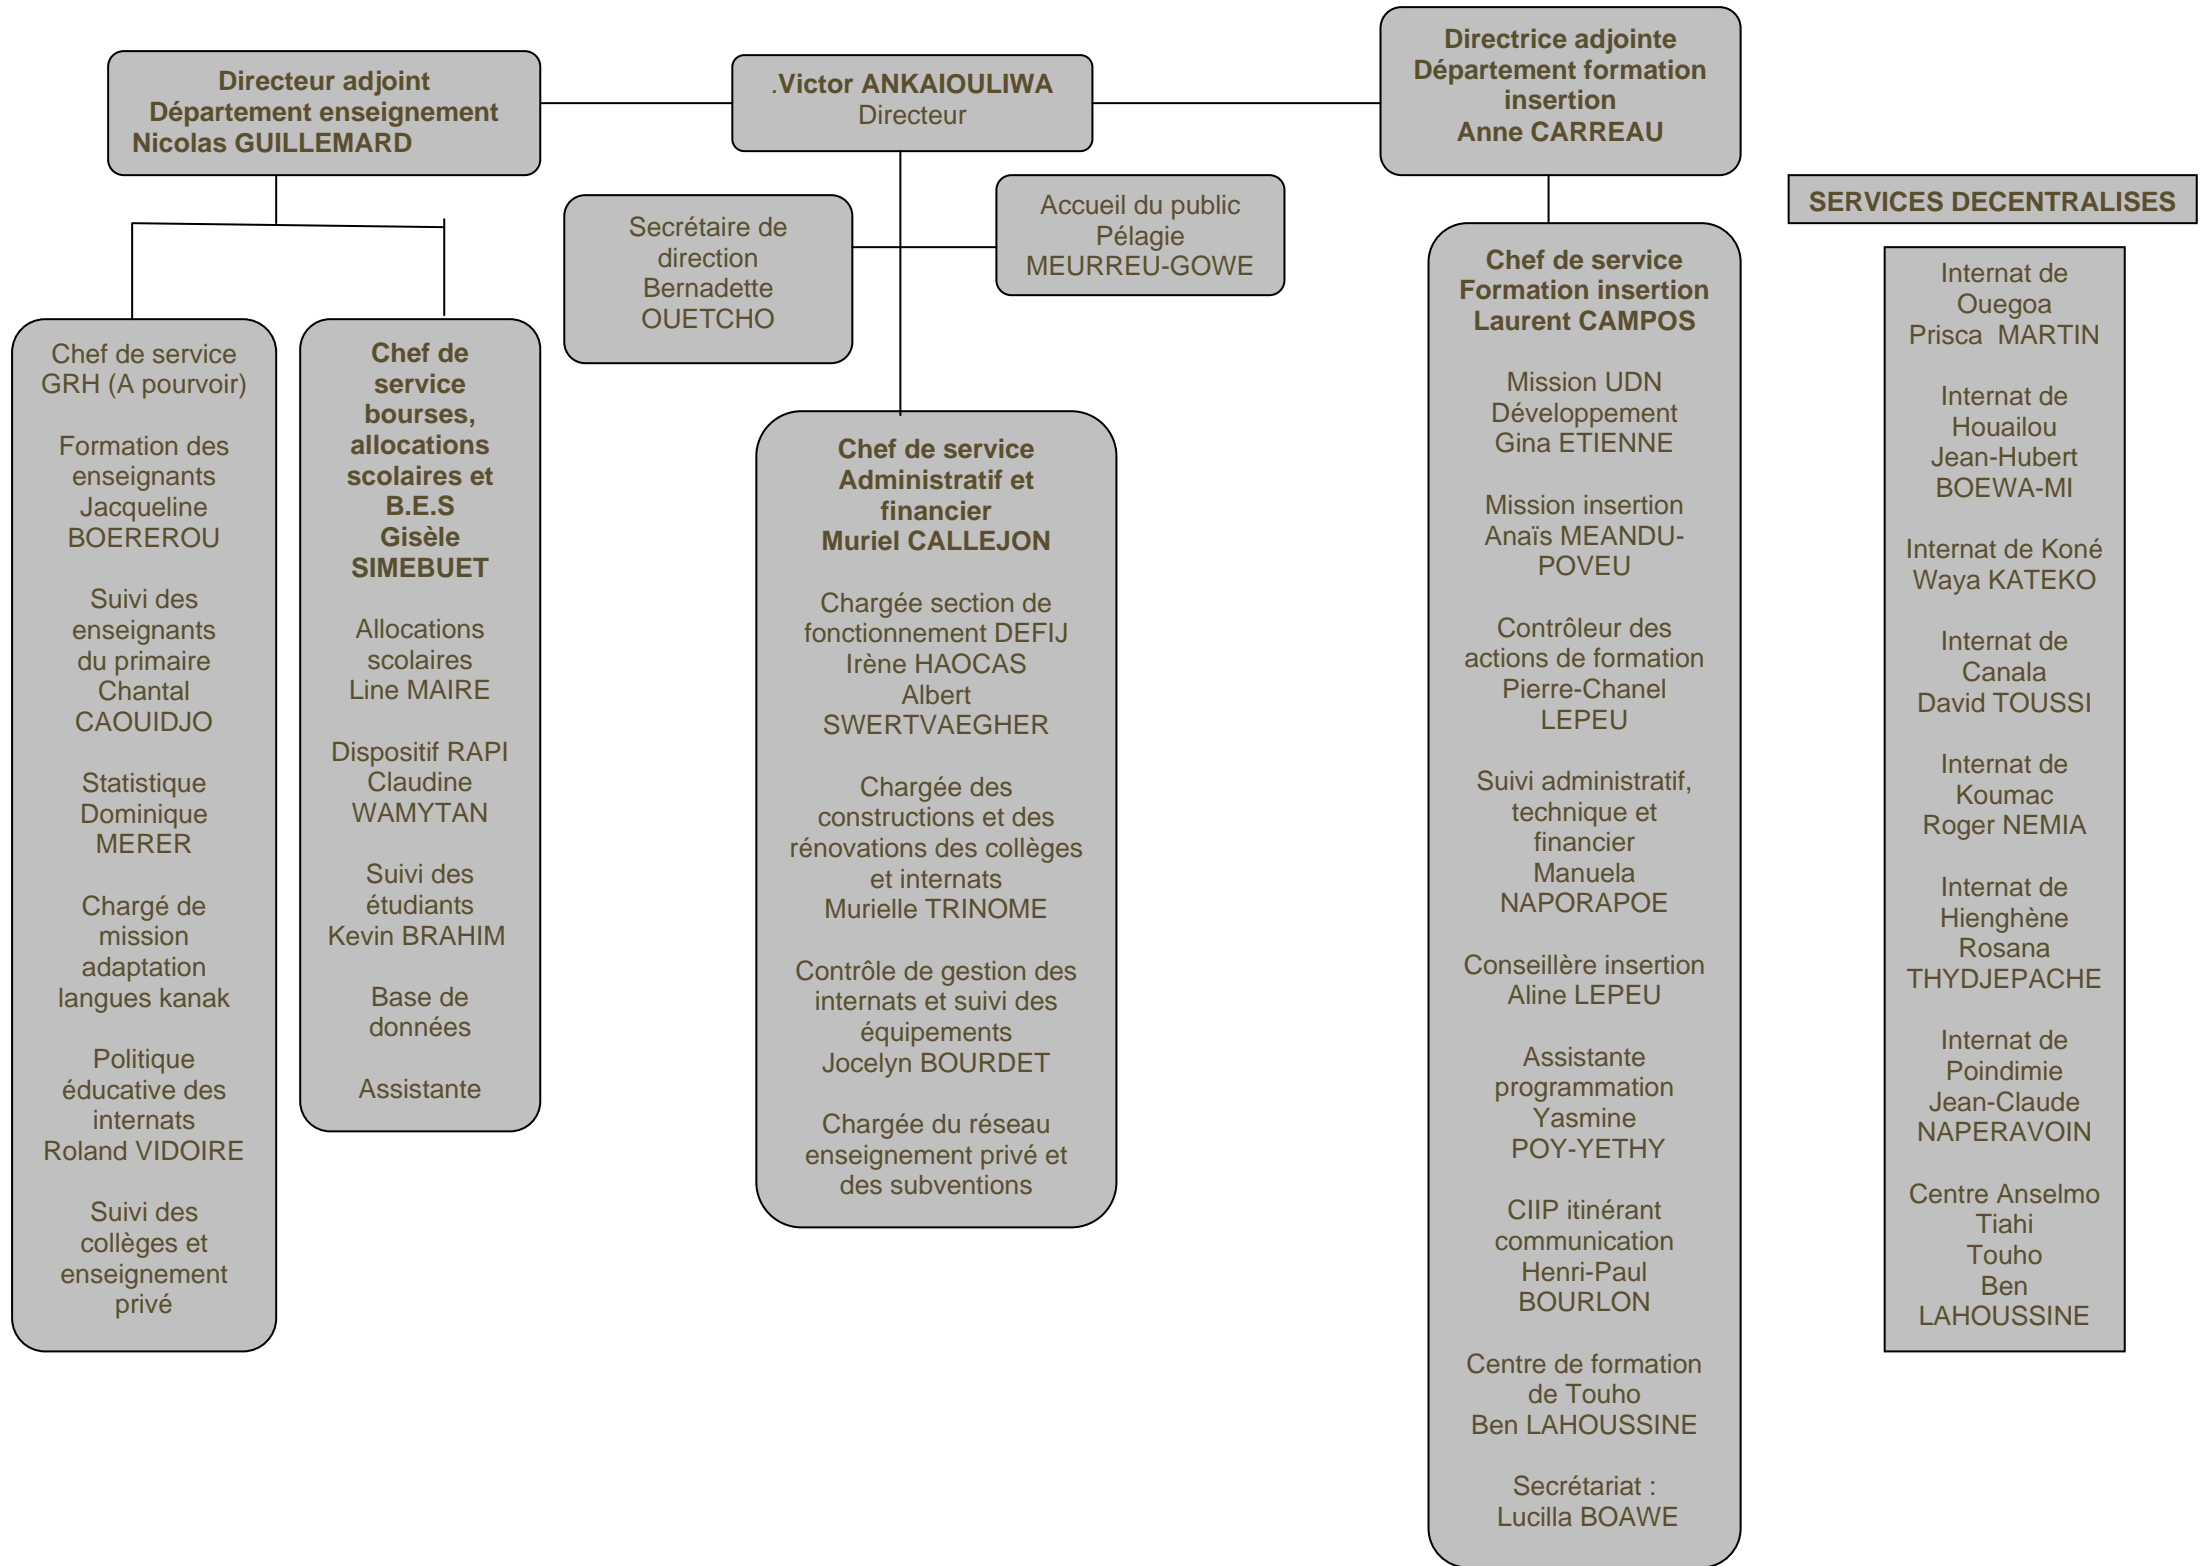 Directeur adjoint
Département enseignement
Nicolas GUILLEMARD
.Victor ANKAIOULIWA
Directeur
Directrice adjointe
Département formation
insertion
Anne CARREAU
Secrétaire de
direction
Bernadette
OUETCHO
Accueil du public
Pélagie
MEURREU-GOWE
SERVICES DECENTRALISES
Chef de service
GRH (A pourvoir)
Formation des
enseignants
Jacqueline
BOEREROU
Suivi des
enseignants
du primaire
Chantal
CAOUIDJO
Statistique
Dominique
MERER
Chargé de
mission
adaptation
langues kanak
Politique
éducative des
internats
Roland VIDOIRE
Suivi des
collèges et
enseignement
privé
Chef de
service
bourses,
allocations
scolaires et
B.E.S
Gisèle
SIMEBUET
Allocations
scolaires
Line MAIRE
Dispositif RAPI
Claudine
WAMYTAN
Suivi des
étudiants
Kevin BRAHIM
Base de
données
Assistante
Chef de service
Administratif et
financier
Muriel CALLEJON
Chargée section de
fonctionnement DEFIJ
Irène HAOCAS
Albert
SWERTVAEGHER
Chargée des
constructions et des
rénovations des collèges
et internats
Murielle TRINOME
Contrôle de gestion des
internats et suivi des
équipements
Jocelyn BOURDET
Chargée du réseau
enseignement privé et
des subventions
Chef de service
Formation insertion
Laurent CAMPOS
Mission UDN
Développement
Gina ETIENNE
Mission insertion
Anaïs MEANDU-
POVEU
Contrôleur des
actions de formation
Pierre-Chanel
LEPEU
Suivi administratif,
technique et
financier
Manuela
NAPORAPOE
Conseillère insertion
Aline LEPEU
Assistante
programmation
Yasmine
POY-YETHY
CIIP itinérant
communication
Henri-Paul
BOURLON
Centre de formation
de Touho
Ben LAHOUSSINE
Secrétariat :
Lucilla BOAWE
Internat de
Ouegoa
Prisca  MARTIN
Internat de
Houailou
Jean-Hubert
BOEWA-MI
Internat de Koné
Waya KATEKO
Internat de
Canala
David TOUSSI
Internat de
Koumac
Roger NEMIA
Internat de
Hienghène
Rosana
THYDJEPACHE
Internat de
Poindimie
Jean-Claude
NAPERAVOIN
Centre Anselmo
Tiahi
Touho
Ben
LAHOUSSINE